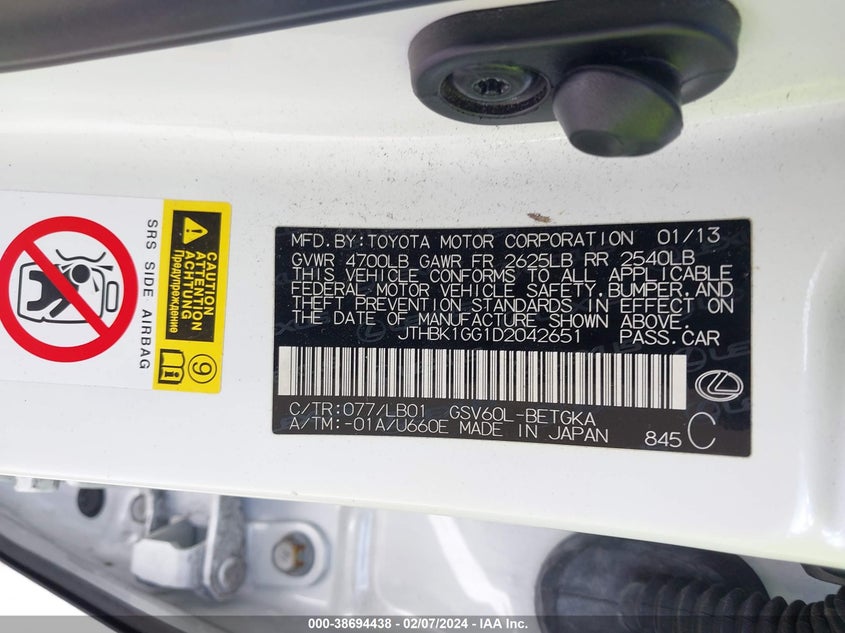 MFD.BY:TOYOTA MOTOR CORPORATION 01/13
GVWR 4700LB GAWR FR 2625LB RR 2540LB
THIS VEHICLE CONFORMS TO ALL APPLICABLE
FEDERAL MOTOR VEHICLE SAFETY, BUMPER, AND
THEFT PREVENTION STANDARDS IN EFFECT ON
THE DATE OF MANUFACTURE SHOWN ABOVE.
JTHBK1GG1D2042651 PASS.CAR
C/TR:077/LB01 GSV60L-BETGKA
A/TM:-01A/U660E MADE IN JAPAN 845 C
SRS SIDE AIRBAG
CAUTION
ATTENTION
ACHTUNG
Предупреждение
9
000-38694438 - 02/07/2024 - IAA Inc.